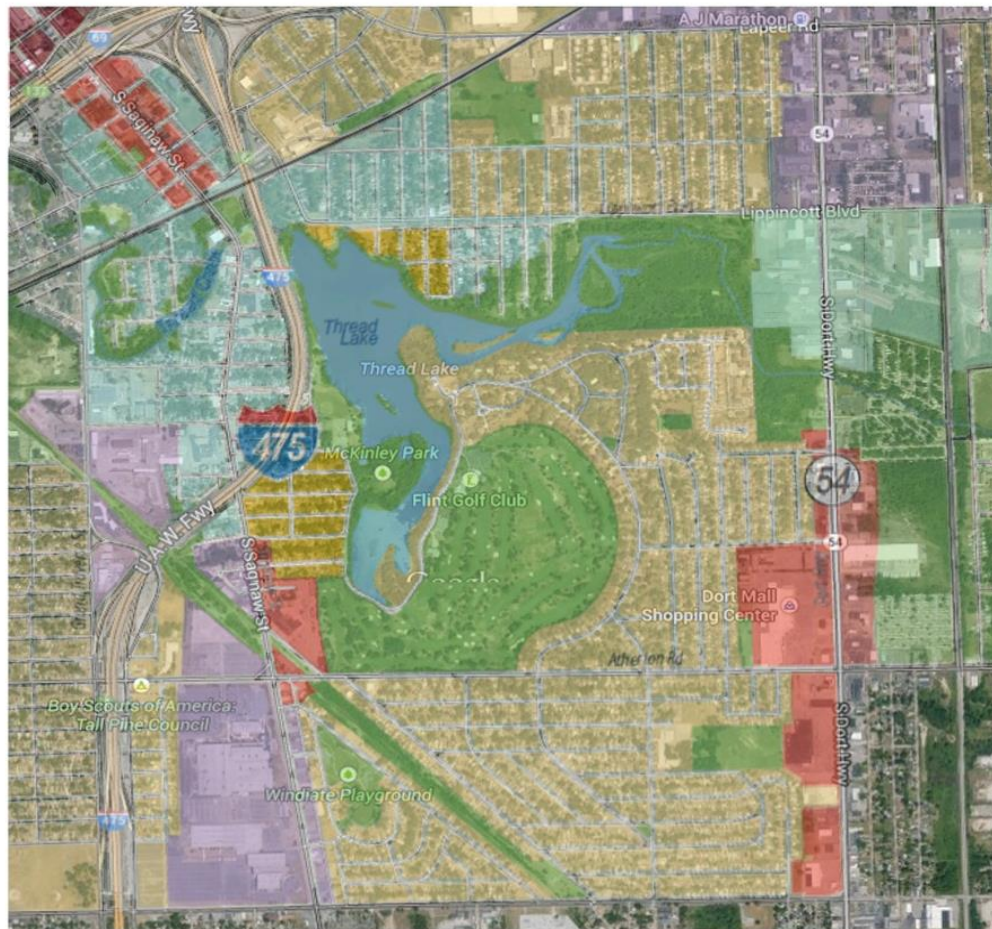 A J Marathon
Lapeer Rd
69
S Saginaw St
54
Lippincott Blvd
475
Thread
Lake
Thread Lake
S Dort Hwy
475
McKinley Park
54
Flint Golf Club
U.A.W. Fwy
S Saginaw St
54
Google
Dort Mall
Shopping Center
Atherton Rd
Boy Scouts of America:
Tall Pine Council
S Dort Hwy
Windiate Playground
475